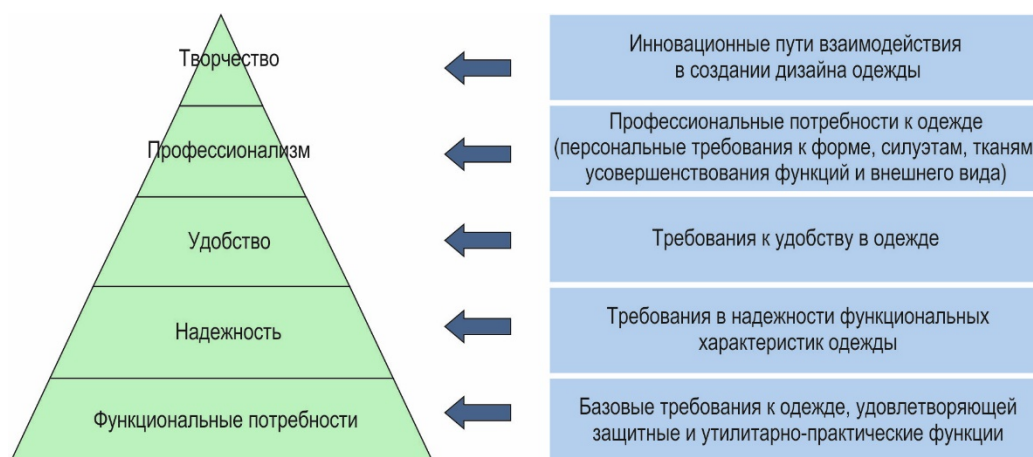 Творчество
Инновационные пути взаимодействия
в создании дизайна одежды
Профессионализм
Профессиональные потребности к одежде
(персональные требования к форме, силуэтам, тканям
усовершенствования функций и внешнего вида)
Удобство
Требования к удобству в одежде
Надежность
Требования в надежности функциональных
характеристик одежды
Функциональные потребности
Базовые требования к одежде, удовлетворяющей
защитные и утилитарно-практические функции